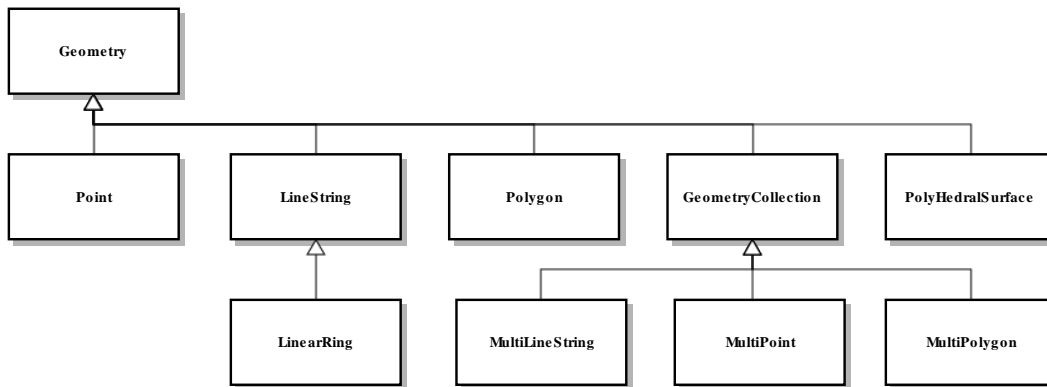 Geometry
Point
LineString
Polygon
GeometryCollection
PolyHedralSurface
LinearRing
MultiLineString
MultiPoint
MultiPolygon